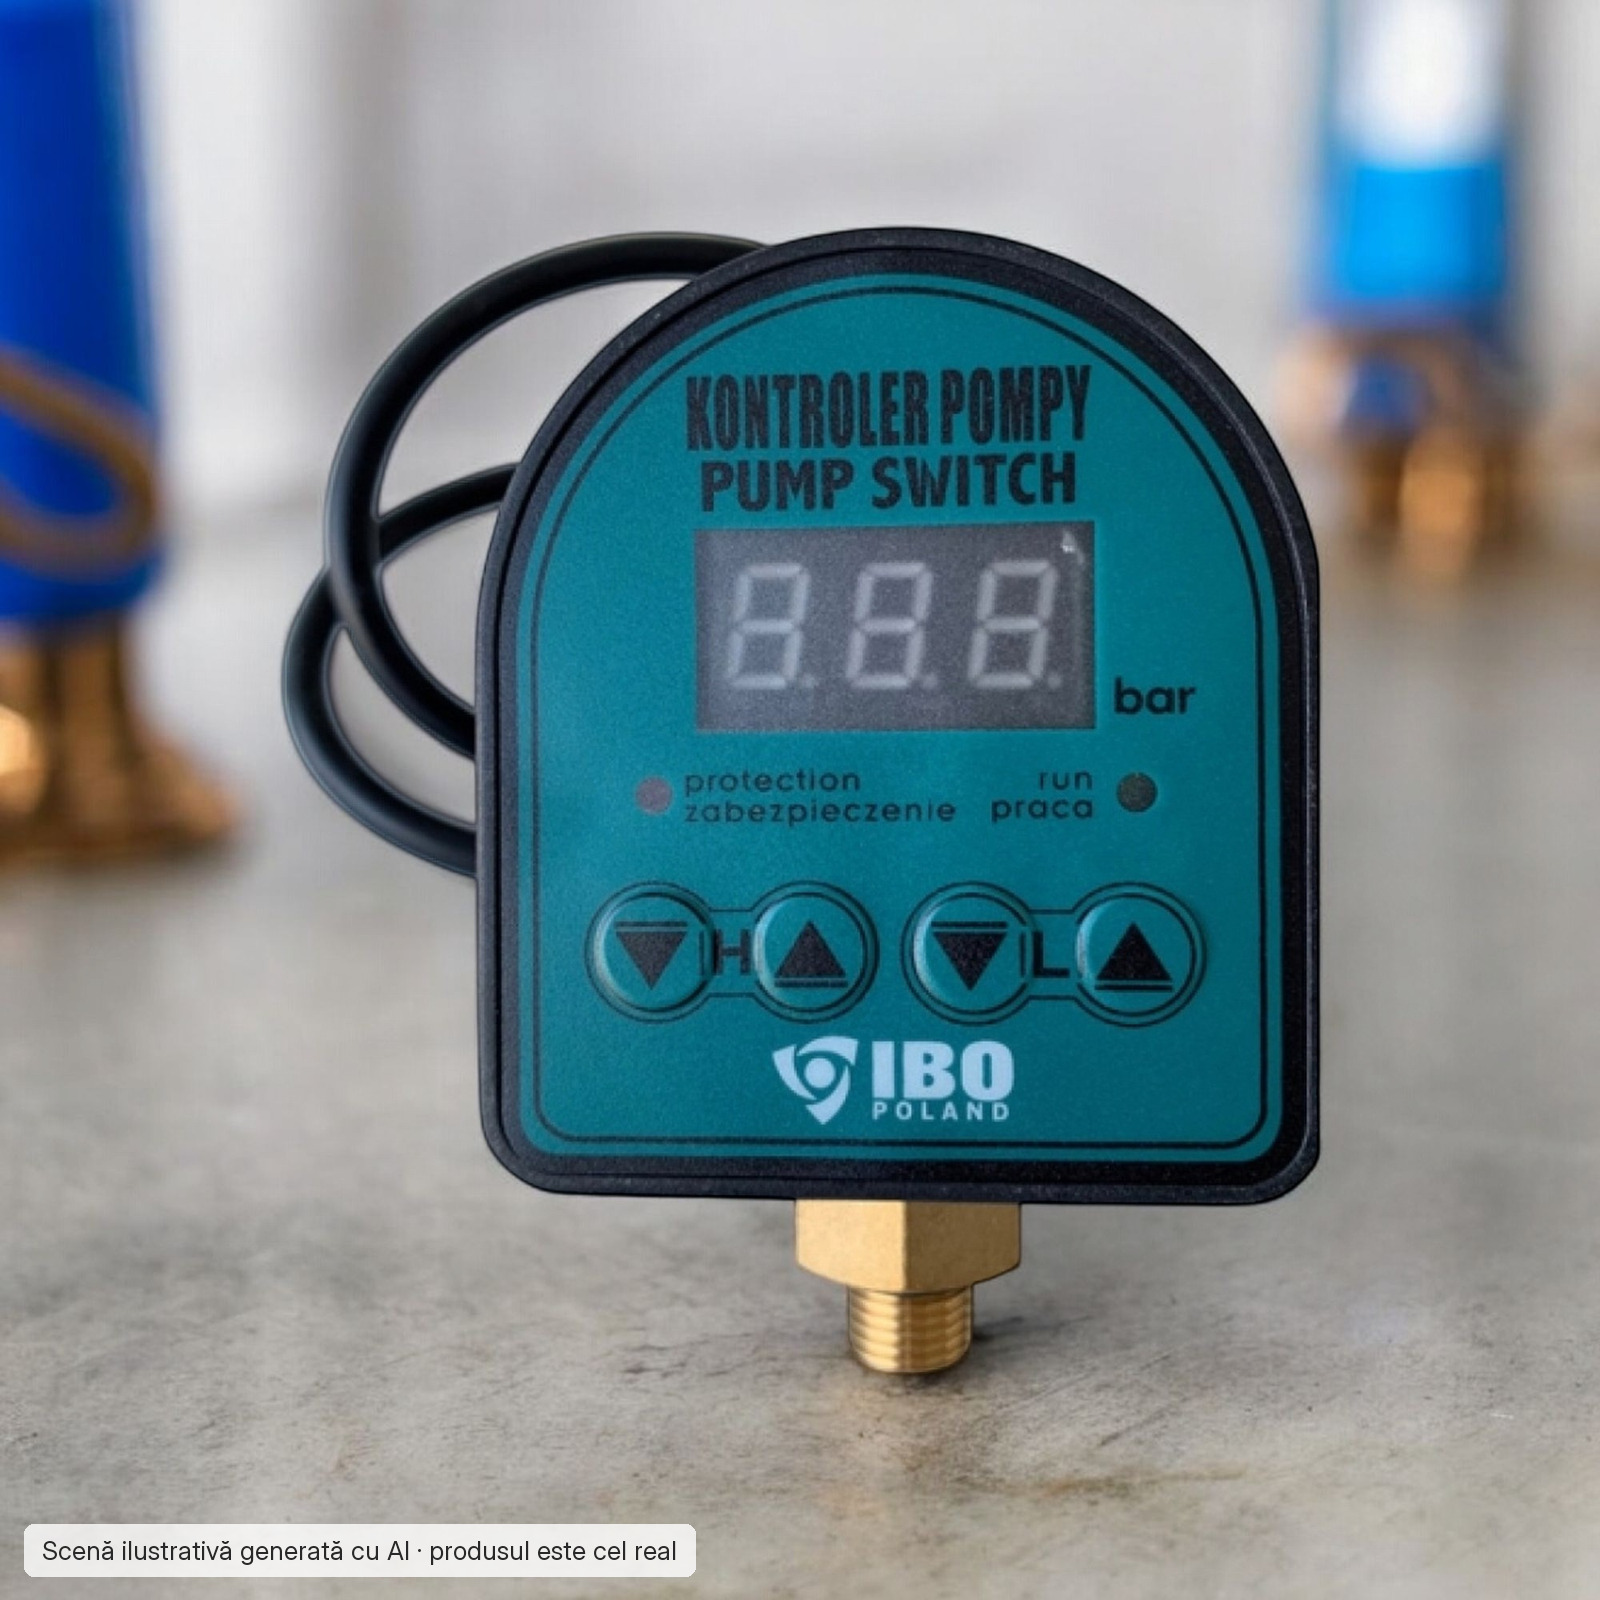 KONTROLER POMPY
PUMP SWITCH
8.8.8.
bar
protection
zabezpieczenie
run
praca
H
L
IBO
POLAND
Scenă ilustrativă generată cu AI · produsul este cel real